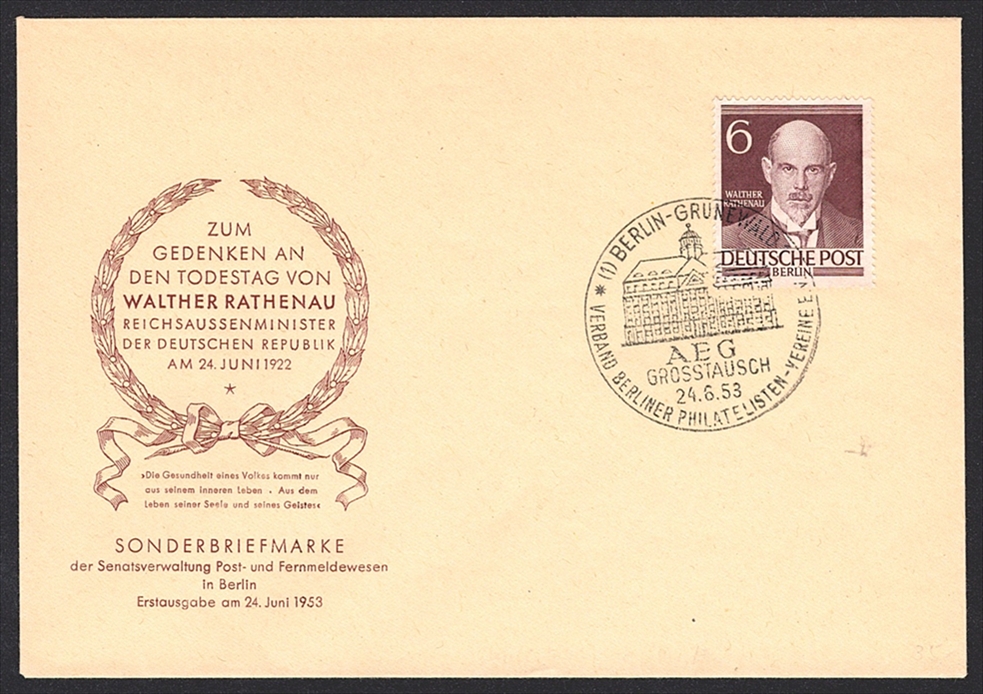 ZUM
GEDENKEN AN
DEN TODESTAG VON
WALTHER RATHENAU
REICHSAUSSENMINISTER
DER DEUTSCHEN REPUBLIK
AM 24. JUNI 1922
*
›Die Gesundheit eines Volkes kommt nur
aus seinem inneren Leben . Aus dem
Leben seiner Seele und seines Geistes‹
SONDERBRIEFMARKE
der Senatsverwaltung Post- und Fernmeldewesen
in Berlin
Erstausgabe am 24. Juni 1953
6
WALTHER
RATHENAU
DEUTSCHE POST
BERLIN
* (1) BERLIN-GRUNEWALD
AEG
GROSSTAUSCH
24.6.53
VERBAND BERLINER PHILATELISTEN-VEREINE